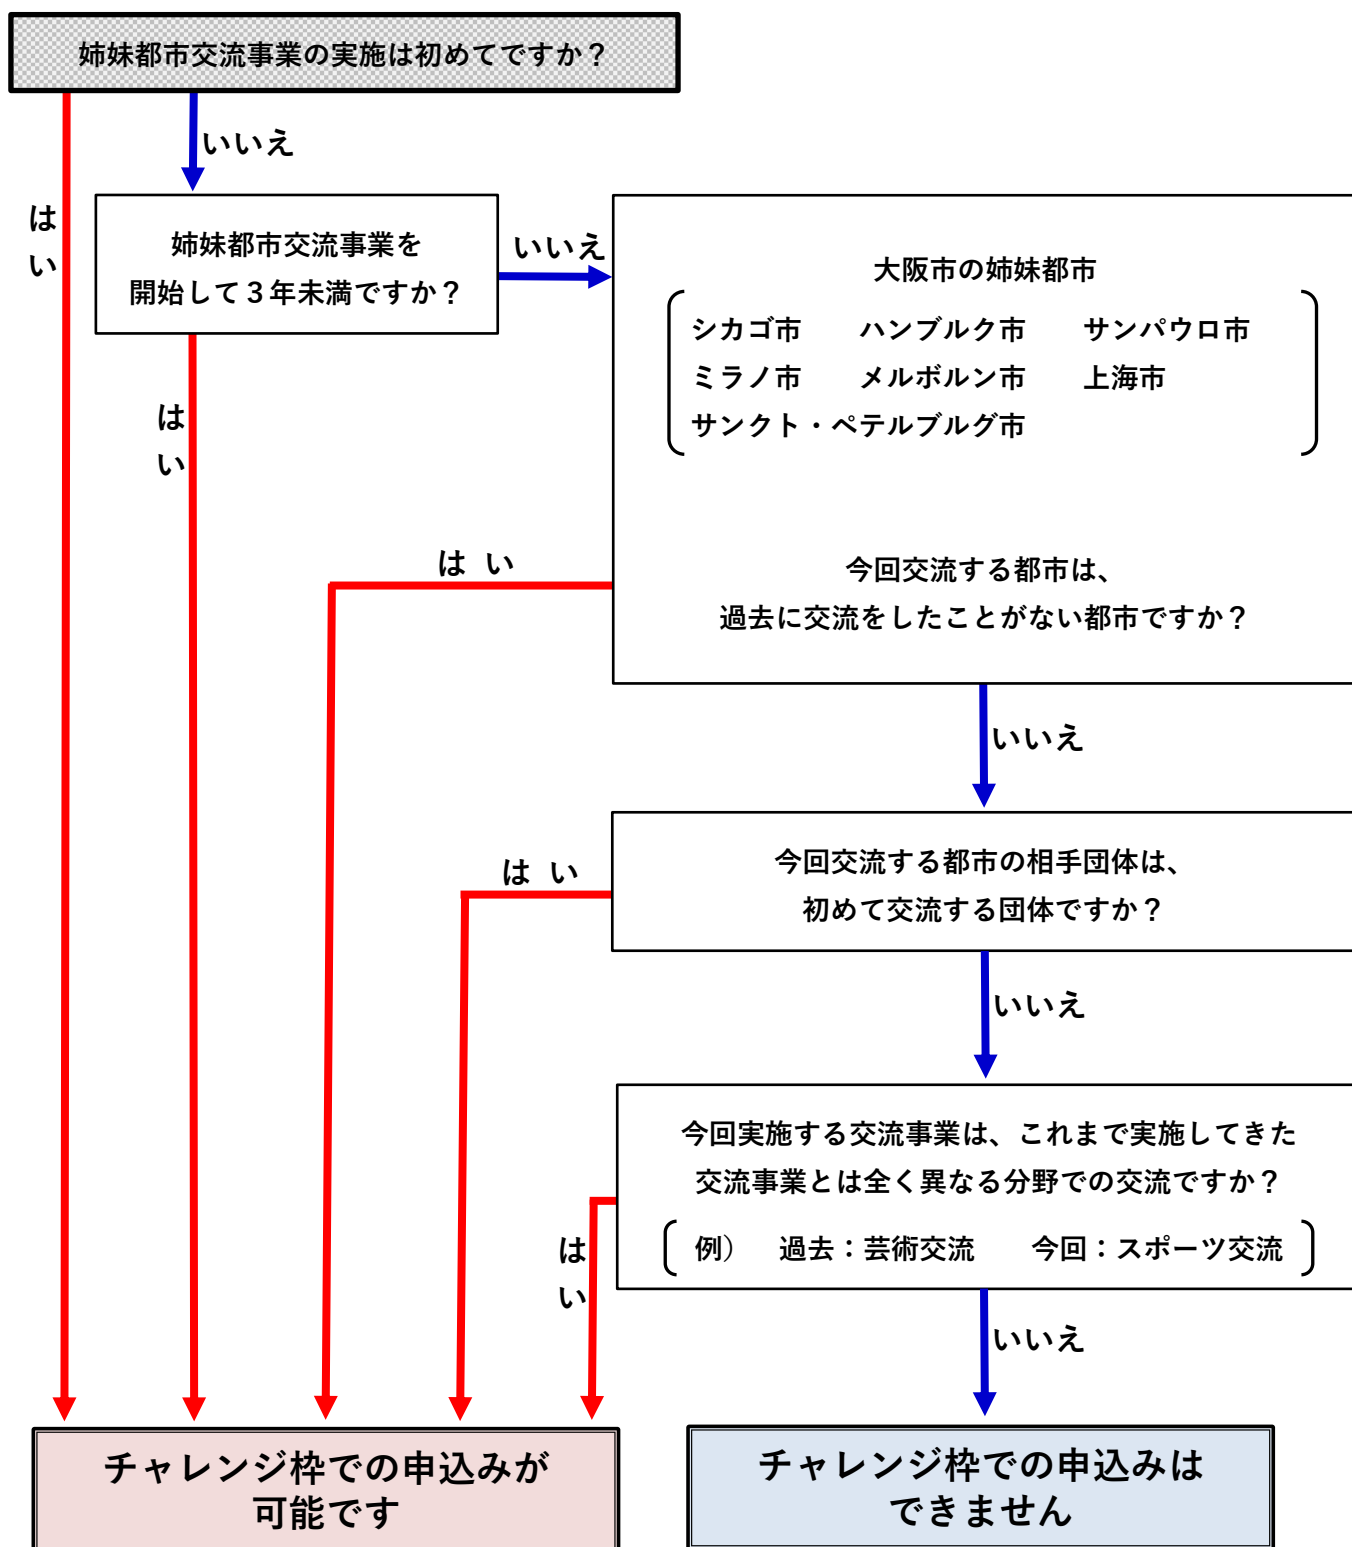 姉妹都市交流事業の実施は初めてですか？
いいえ
はい
姉妹都市交流事業を
開始して３年未満ですか？
いいえ
はい
大阪市の姉妹都市
シカゴ市　ハンブルク市　サンパウロ市
ミラノ市　メルボルン市　上海市
サンクト・ペテルブルグ市
今回交流する都市は、
過去に交流をしたことがない都市ですか？
は い
いいえ
今回交流する都市の相手団体は、
初めて交流する団体ですか？
は い
いいえ
今回実施する交流事業は、これまで実施してきた
交流事業とは全く異なる分野での交流ですか？
例）　過去：芸術交流　　今回：スポーツ交流
はい
いいえ
チャレンジ枠での申込みが
可能です
チャレンジ枠での申込みは
できません